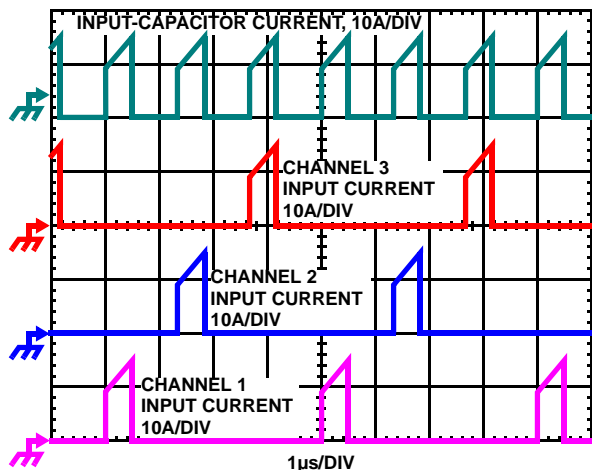 INPUT-CAPACITOR CURRENT, 10A/DIV
CHANNEL 3
INPUT CURRENT
10A/DIV
CHANNEL 2
INPUT CURRENT
10A/DIV
CHANNEL 1
INPUT CURRENT
10A/DIV
1µs/DIV